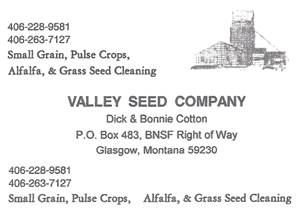 406-228-9581
406-263-7127
Small Grain, Pulse Crops,
Alfalfa, & Grass Seed Cleaning
VALLEY SEED COMPANY
Dick & Bonnie Cotton
P.O. Box 483, BNSF Right of Way
Glasgow, Montana 59230
406-228-9581
406-263-7127
Small Grain, Pulse Crops, Alfalfa, & Grass Seed Cleaning